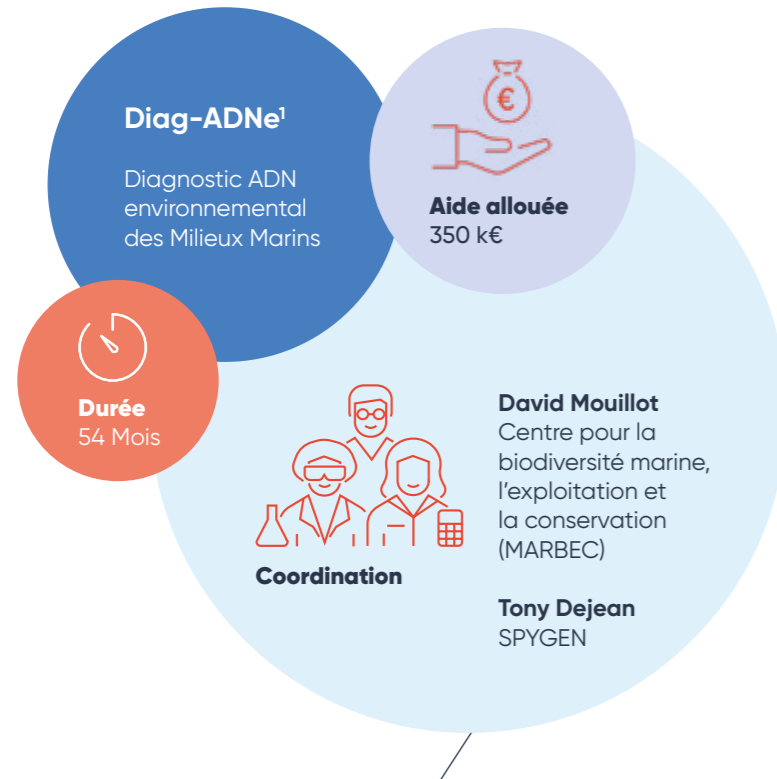 Diag-ADNe¹
Diagnostic ADN
environnemental
des Milieux Marins
€
Aide allouée
350 k€
Durée
54 Mois
Coordination
David Mouillot
Centre pour la
biodiversité marine,
l'exploitation et
la conservation
(MARBEC)
Tony Dejean
SPYGEN